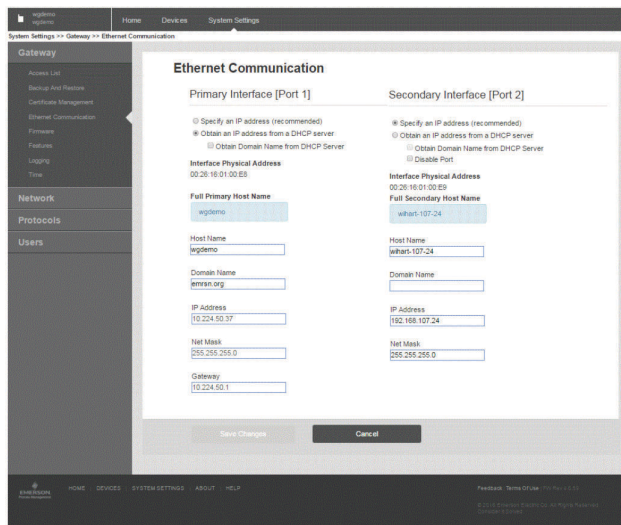 wgdemo
wgdemo
Home
Devices
System Settings
System Settings >> Gateway >> Ethernet Communication
Gateway
Access List
Backup And Restore
Certificate Management
Ethernet Communication
Firmware
Features
Logging
Time
Network
Protocols
Users
Ethernet Communication
Primary Interface [Port 1]
Specify an IP address (recommended)
Obtain an IP address from a DHCP server
Obtain Domain Name from DHCP Server
Interface Physical Address
00:26:16:01:00:E8
Full Primary Host Name
wgdemo
Host Name
wgdemo
Domain Name
emrsn.org
IP Address
10.224.50.37
Net Mask
255.255.255.0
Gateway
10.224.50.1
Secondary Interface [Port 2]
Specify an IP address (recommended)
Obtain an IP address from a DHCP server
Obtain Domain Name from DHCP Server
Disable Port
Interface Physical Address
00:26:16:01:00:E9
Full Secondary Host Name
wihart-107-24
Host Name
wihart-107-24
Domain Name
IP Address
192.168.107.24
Net Mask
255.255.255.0
Save Changes
Cancel
EMERSON
HOME
DEVICES
SYSTEM SETTINGS
ABOUT
HELP
Feedback
Terms Of Use